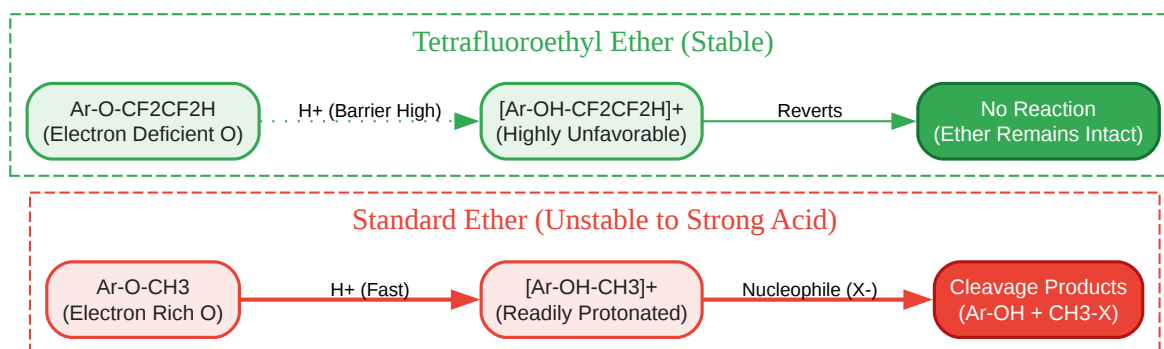 Tetrafluoroethyl Ether (Stable)
Ar-O-CF2CF2H
(Electron Deficient O)
H+ (Barrier High)
[Ar-OH-CF2CF2H]+
(Highly Unfavorable)
Reverts
No Reaction
(Ether Remains Intact)
Standard Ether (Unstable to Strong Acid)
Ar-O-CH3
(Electron Rich O)
H+ (Fast)
[Ar-OH-CH3]+
(Readily Protonated)
Nucleophile (X-)
Cleavage Products
(Ar-OH + CH3-X)